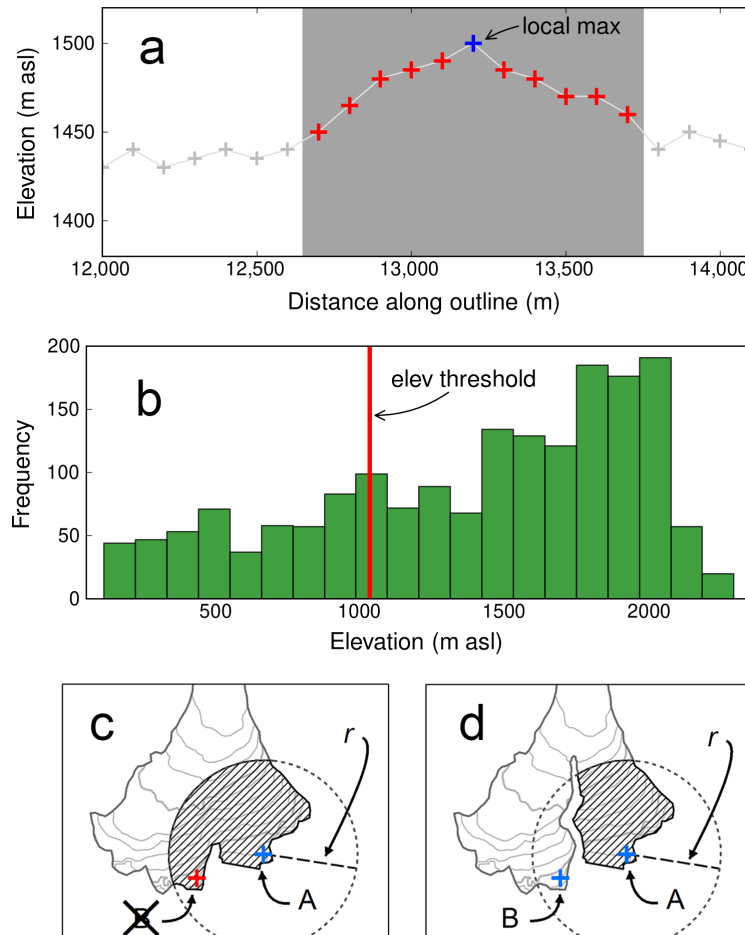 a
local max
Elevation (m asl)
1500
1450
1400
12,000
12,500
13,000
13,500
14,000
Distance along outline (m)
b
elev threshold
Frequency
200
150
100
50
0
500
1000
1500
2000
Elevation (m asl)
c
r
A
B
d
r
A
B